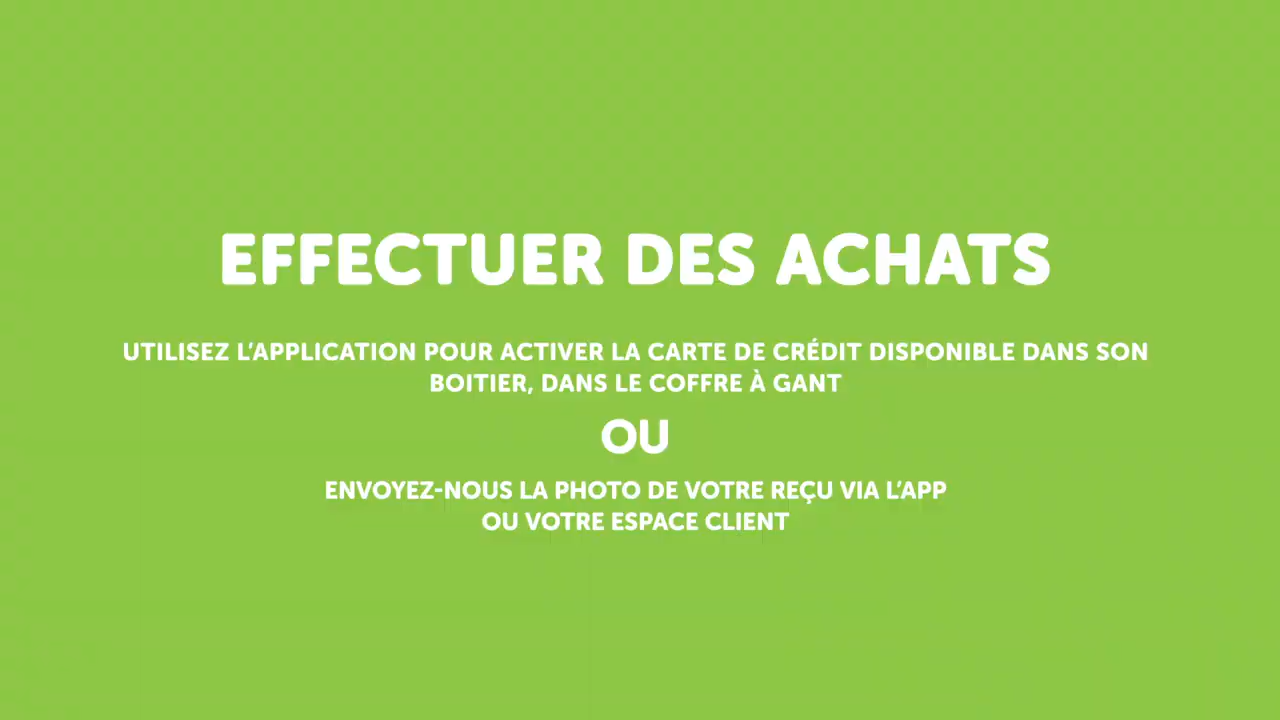 EFFECTUER DES ACHATS
UTILISEZ L'APPLICATION POUR ACTIVER LA CARTE DE CRÉDIT DISPONIBLE DANS SON
BOITIER, DANS LE COFFRE À GANT
OU
ENVOYEZ-NOUS LA PHOTO DE VOTRE REÇU VIA L'APP
OU VOTRE ESPACE CLIENT